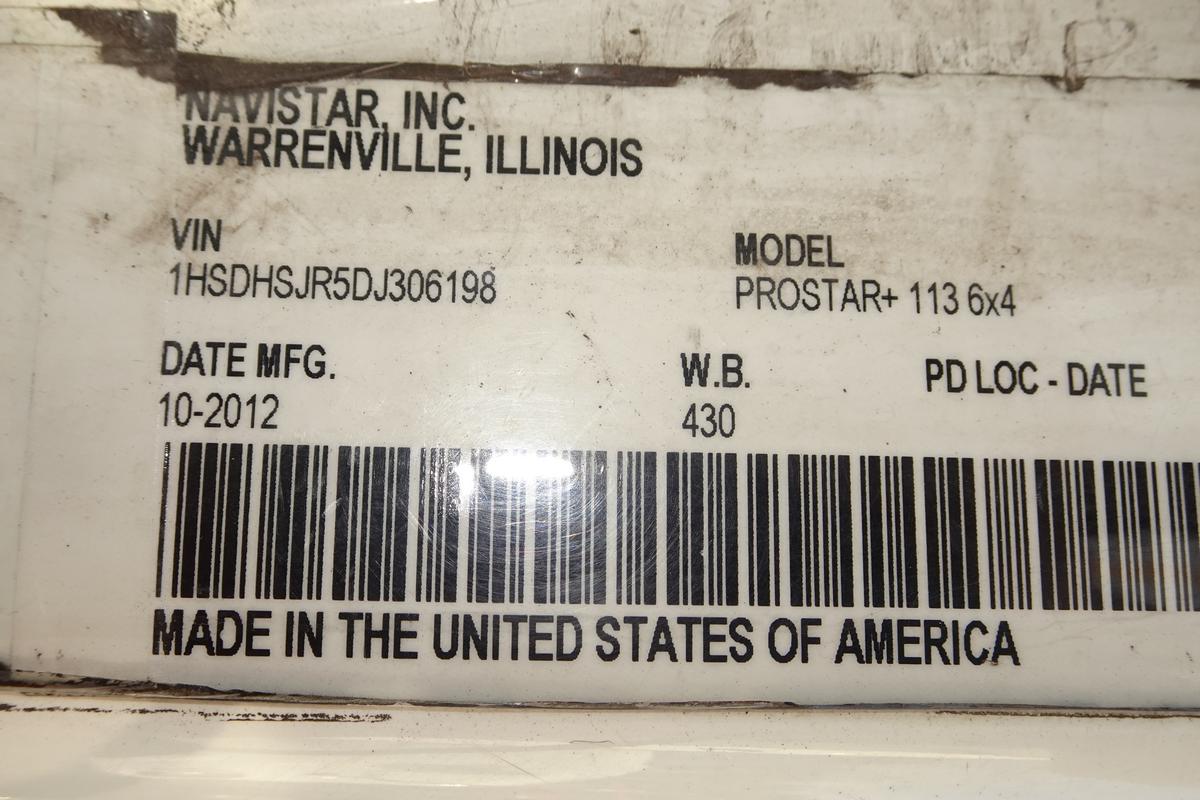 NAVISTAR, INC.
WARRENVILLE, ILLINOIS
VIN
1HSDHSJR5DJ306198
MODEL
PROSTAR+ 113 6x4
DATE MFG.
10-2012
W.B.
430
PD LOC - DATE
MADE IN THE UNITED STATES OF AMERICA